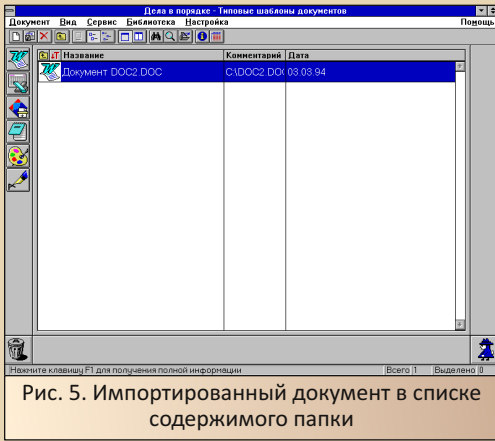 Дела в порядке - Типовые шаблоны документов
Документ Вид Сервис Библиотека Настройка Помощь
Название Комментарий Дата
Документ DOC2.DOC C:\DOC2.DO( 03.03.94
Нажмите клавишу F1 для получения полной информации Всего 1 Выделено 0
Рис. 5. Импортированный документ в списке
содержимого папки